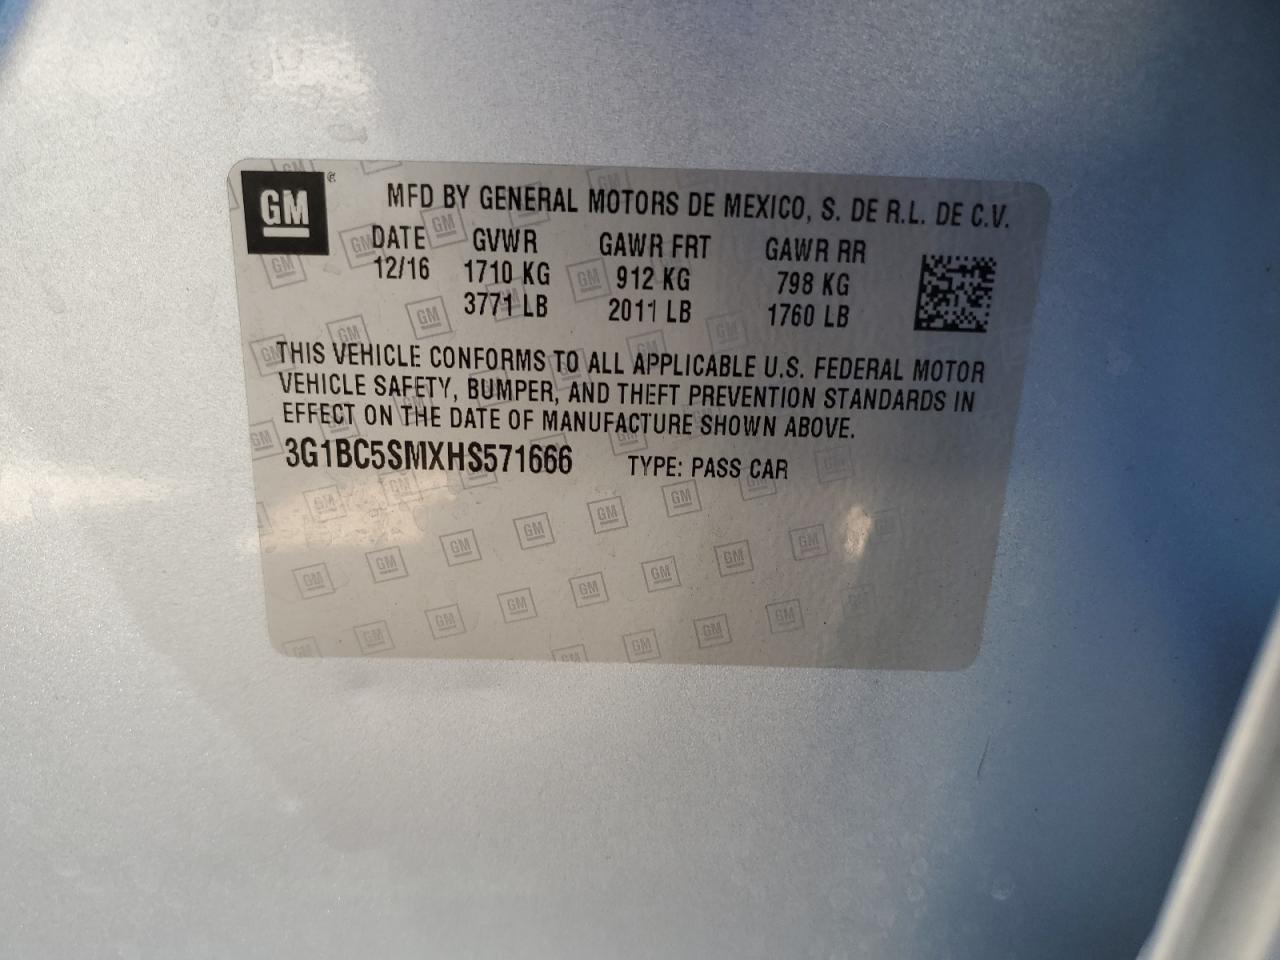 GM®
MFD BY GENERAL MOTORS DE MEXICO, S. DE R.L. DE C.V.
DATE GVWR GAWR FRT GAWR RR
12/16 1710 KG 912 KG 798 KG
3771 LB 2011 LB 1760 LB
THIS VEHICLE CONFORMS TO ALL APPLICABLE U.S. FEDERAL MOTOR
VEHICLE SAFETY, BUMPER, AND THEFT PREVENTION STANDARDS IN
EFFECT ON THE DATE OF MANUFACTURE SHOWN ABOVE.
3G1BC5SMXHS571666 TYPE: PASS CAR